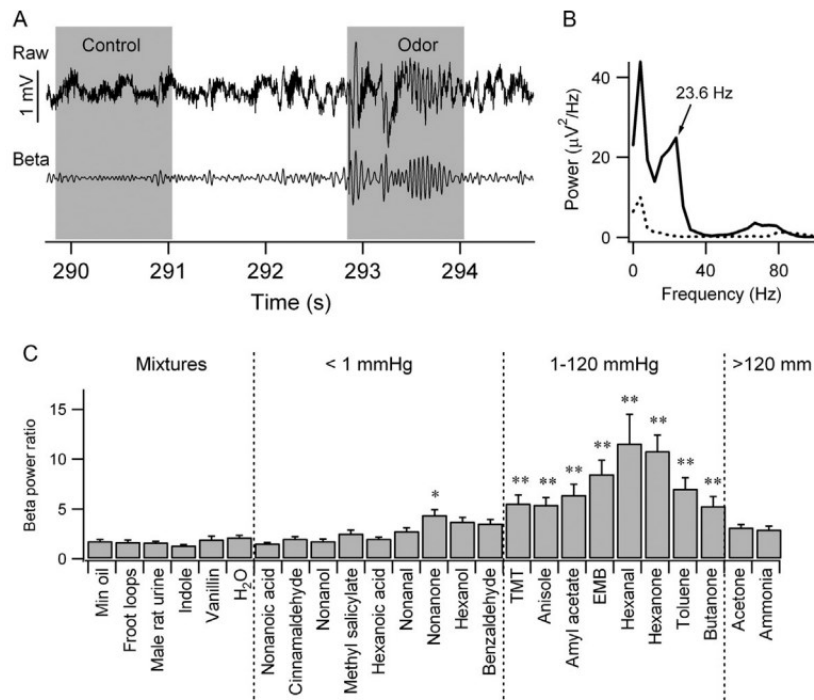 A
Raw
Control
Odor
1 mV
Beta
290 291 292 293 294
Time (s)
B
40
20
0
Power (μV²/Hz)
23.6 Hz
0 40 80
Frequency (Hz)
C
Mixtures < 1 mmHg 1-120 mmHg >120 mm
15
10
5
0
Beta power ratio
* ** ** ** ** ** ** ** **
Min oil
Froot loops
Male rat urine
Indole
Vanillin
H₂O
Nonanoic acid
Cinnamaldehyde
Nonanol
Methyl salicylate
Hexanoic acid
Nonanal
Nonanone
Hexanol
Benzaldehyde
TMT
Anisole
Amyl acetate
EMB
Hexanal
Hexanone
Toluene
Butanone
Acetone
Ammonia